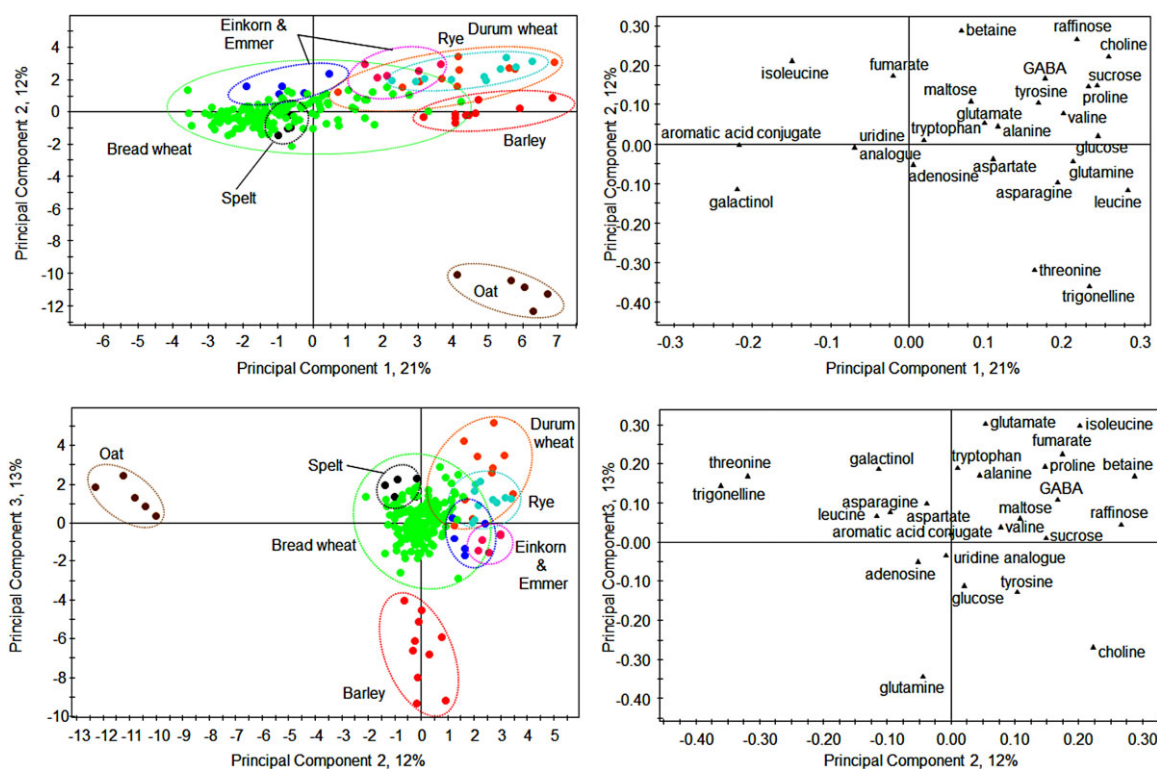 Einkorn &
Emmer
Durum wheat
Rye
Bread wheat
Spelt
Barley
Oat
Principal Component 2, 12%
6
4
2
0
-2
-4
-6
-8
-10
-12
-6 -5 -4 -3 -2 -1 0 1 2 3 4 5 6 7
Principal Component 1, 21%
betaine
raffinose
choline
isoleucine
fumarate
GABA
sucrose
maltose
tyrosine
proline
glutamate
valine
aromatic acid conjugate
uridine
tryptophan
alanine
analogue
glucose
adenosine
aspartate
glutamine
galactinol
asparagine
leucine
threonine
trigonelline
Principal Component 2, 12%
0.30
0.20
0.10
0.00
-0.10
-0.20
-0.30
-0.40
-0.3 -0.2 -0.1 0.0 0.1 0.2 0.3
Principal Component 1, 21%
Oat
Durum
wheat
Spelt
Rye
Bread wheat
Einkorn
&
Emmer
Barley
Principal Component 3, 13%
4
2
0
-2
-4
-6
-8
-10
-13 -12 -11 -10 -9 -8 -7 -6 -5 -4 -3 -2 -1 0 1 2 3 4 5
Principal Component 2, 12%
glutamate
isoleucine
fumarate
threonine
galactinol
tryptophan
proline
betaine
alanine
trigonelline
GABA
asparagine
maltose
raffinose
leucine
aspartate
valine
aromatic acid conjugate
sucrose
uridine analogue
adenosine
tyrosine
glucose
choline
glutamine
Principal Component3, 13%
0.30
0.20
0.10
0.00
-0.10
-0.20
-0.30
-0.40
-0.40 -0.30 -0.20 -0.10 0.00 0.10 0.20 0.30
Principal Component 2, 12%